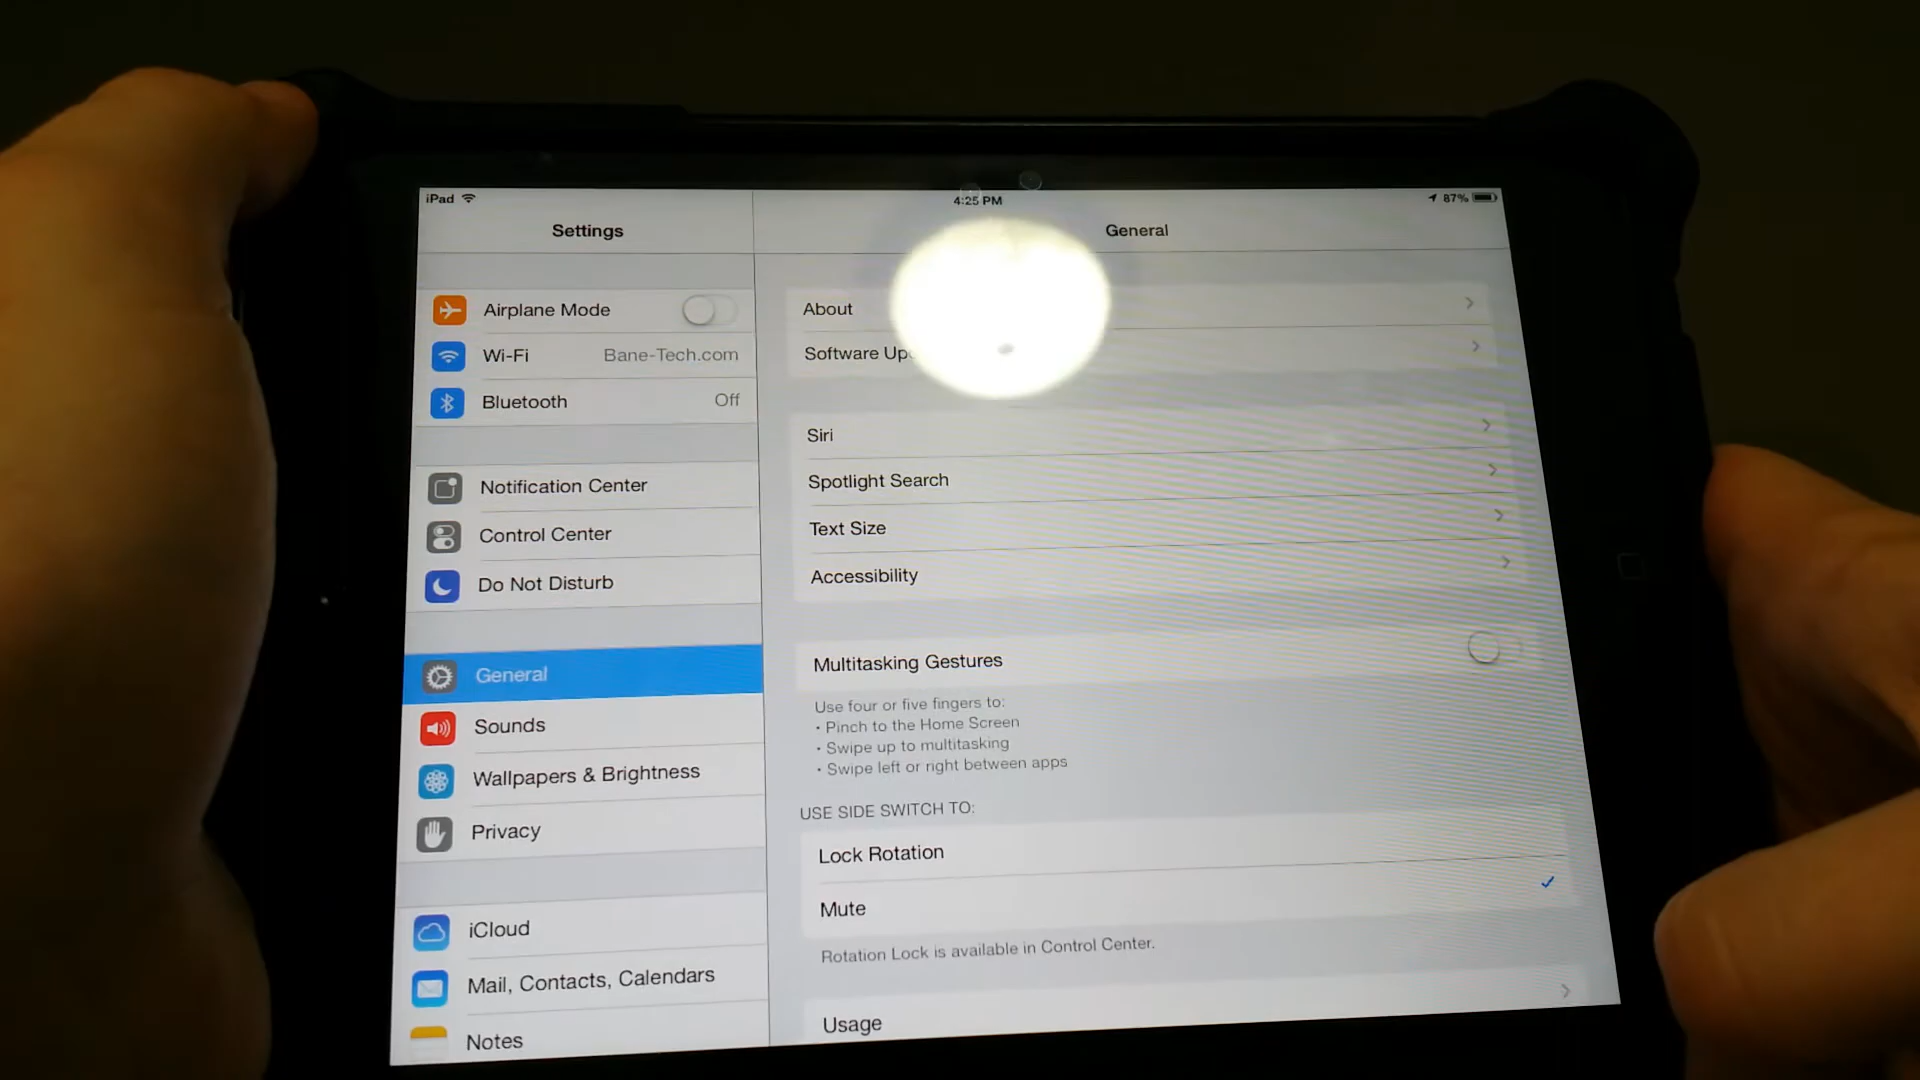 iPad
4:25 PM
87%
Settings
General
Airplane Mode
Wi-Fi Bane-Tech.com
Bluetooth Off
Notification Center
Control Center
Do Not Disturb
General
Sounds
Wallpapers & Brightness
Privacy
iCloud
Mail, Contacts, Calendars
Notes
About
Software
Siri
Spotlight Search
Text Size
Accessibility
Multitasking Gestures
Use four or five fingers to:
• Pinch to the Home Screen
• Swipe up to multitasking
• Swipe left or right between apps
USE SIDE SWITCH TO:
Lock Rotation
Mute
Rotation Lock is available in Control Center.
Usage